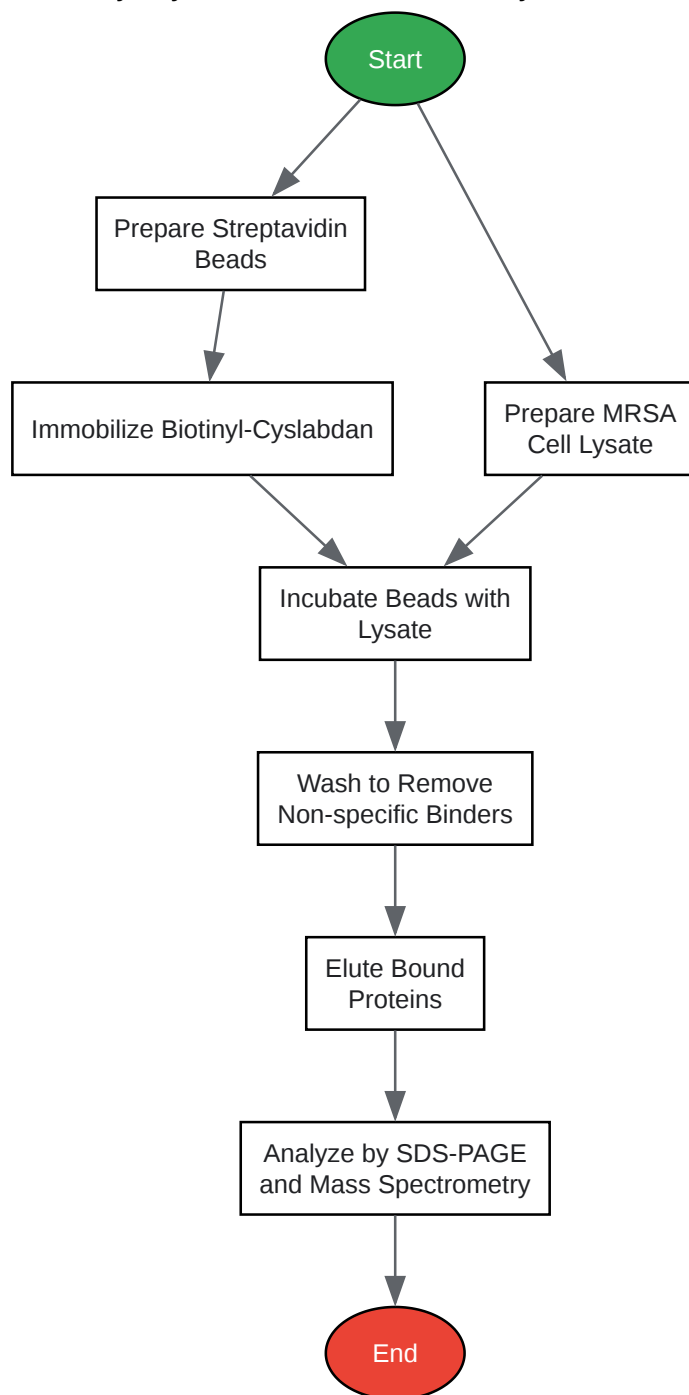 Start
Prepare Streptavidin
Beads
Immobilize Biotinyl-Cyslabdan
Prepare MRSA
Cell Lysate
Incubate Beads with
Lysate
Wash to Remove
Non-specific Binders
Elute Bound
Proteins
Analyze by SDS-PAGE
and Mass Spectrometry
End